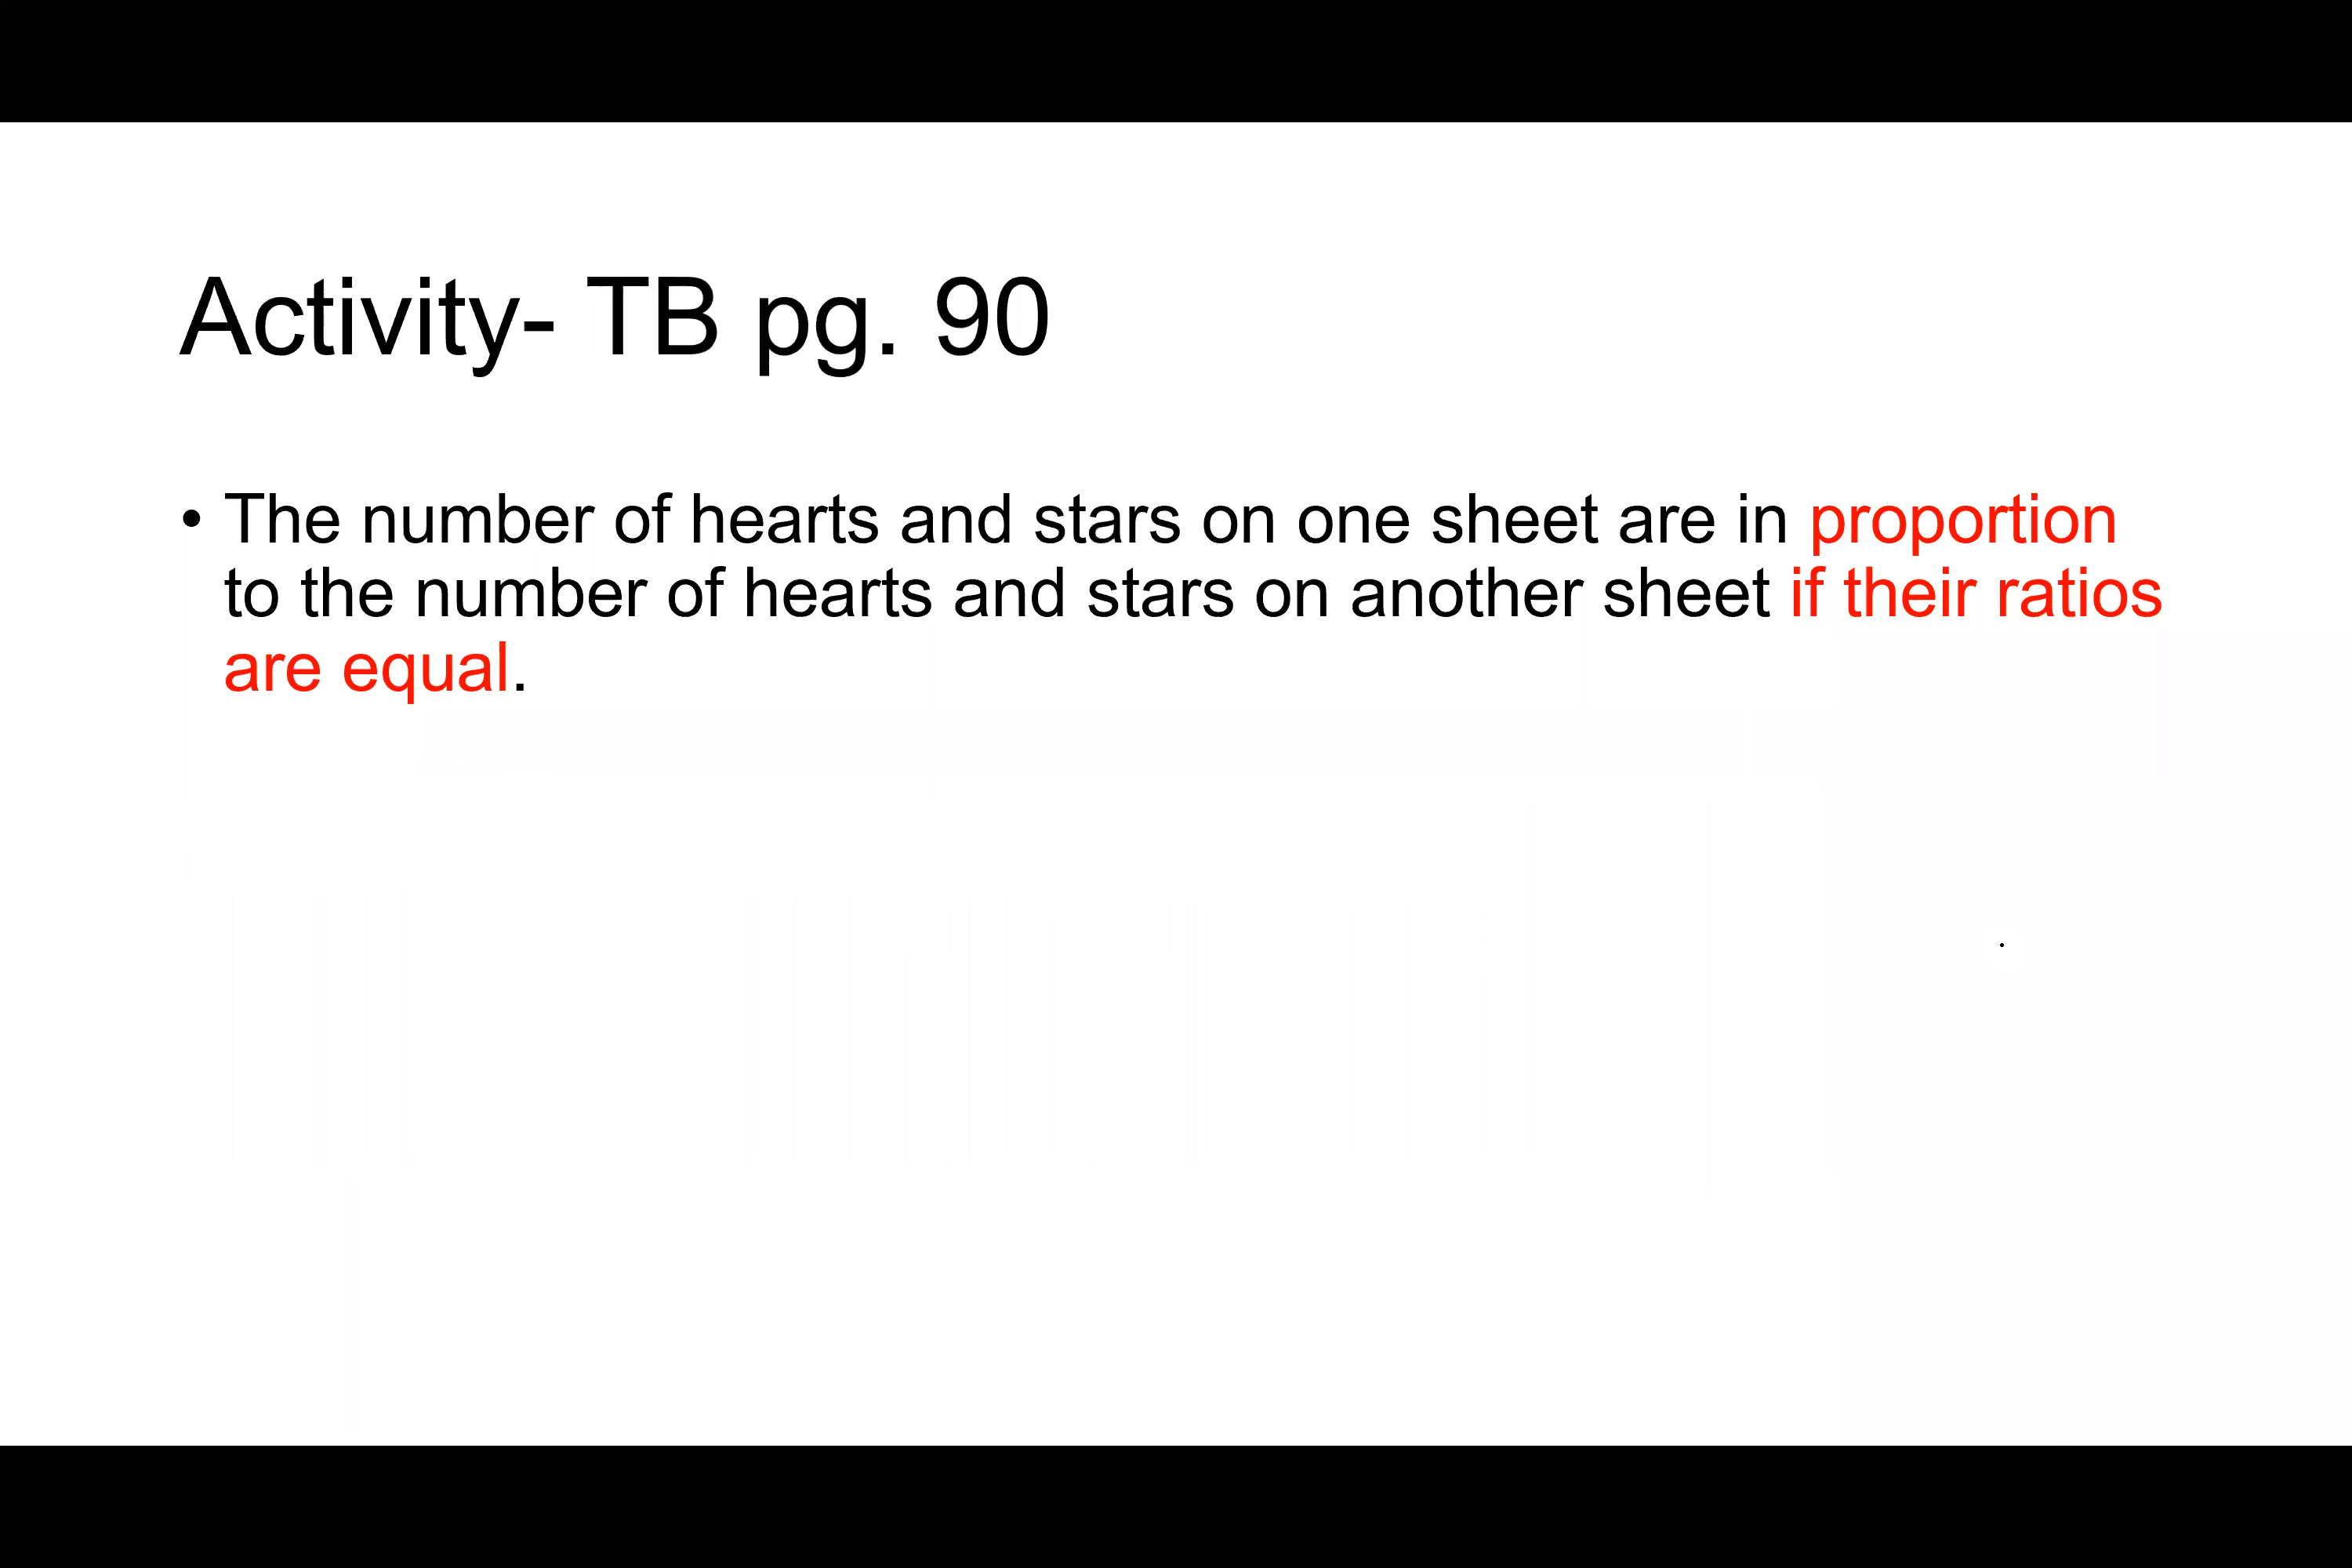 Activity- TB pg. 90
• The number of hearts and stars on one sheet are in proportion
to the number of hearts and stars on another sheet if their ratios
are equal.